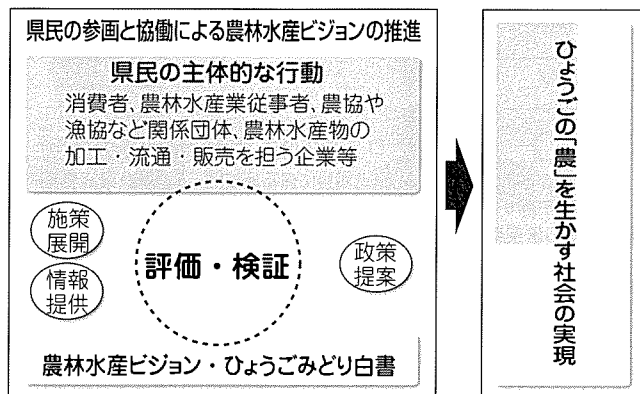 県民の参画と協働による農林水産ビジョンの推進
県民の主体的な行動
消費者、農林水産業従事者、農協や
漁協など関係団体、農林水産物の
加工・流通・販売を担う企業等
施策
展開
情報
提供
評価・検証
政策
提案
農林水産ビジョン・ひょうごみどり白書
ひょうごの「農」を生かす社会の実現